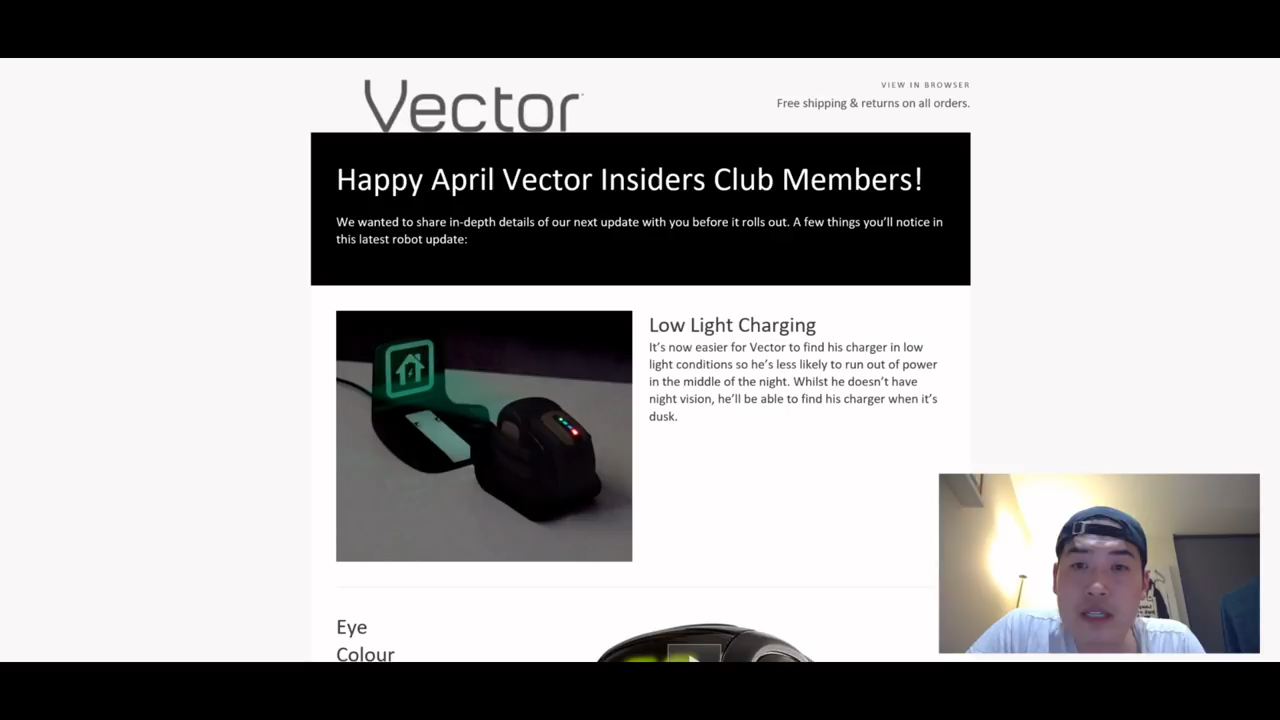 Vector
VIEW IN BROWSER
Free shipping & returns on all orders.
Happy April Vector Insiders Club Members!
We wanted to share in-depth details of our next update with you before it rolls out. A few things you'll notice in
this latest robot update:
Low Light Charging
It's now easier for Vector to find his charger in low
light conditions so he's less likely to run out of power
in the middle of the night. Whilst he doesn't have
night vision, he'll be able to find his charger when it's
dusk.
Eye
Colour